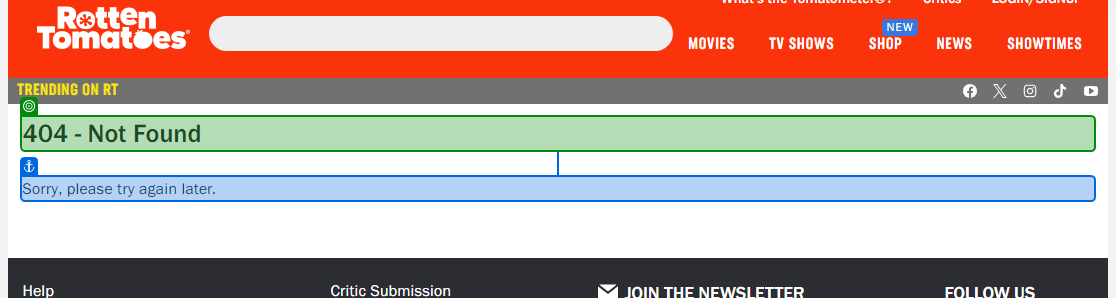 What's the Tomatometer®?
Critics
LOGIN/SIGNUP
Rotten
Tomatoes®
NEW
MOVIES
TV SHOWS
SHOP
NEWS
SHOWTIMES
TRENDING ON RT
404 - Not Found
Sorry, please try again later.
Help
Critic Submission
JOIN THE NEWSLETTER
FOLLOW US